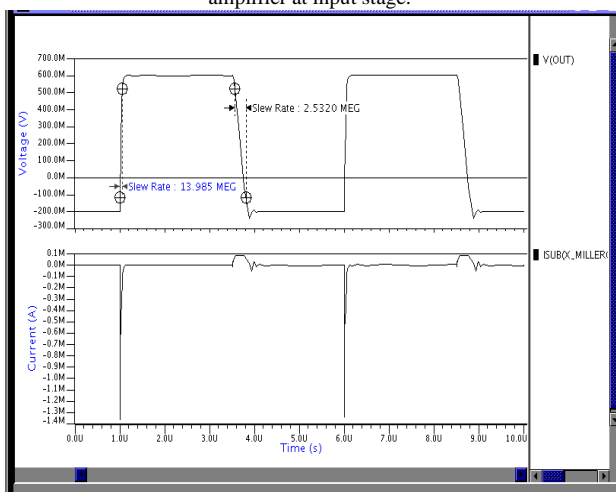 amplifier at input stage.
700.0M
600.0M
500.0M
400.0M
300.0M
200.0M
100.0M
0.0M
-100.0M
-200.0M
-300.0M
Voltage (V)
Slew Rate : 2.5320 MEG
Slew Rate : 13.985 MEG
V(OUT)
0.1M
0.0M
-0.1M
-0.2M
-0.3M
-0.4M
-0.5M
-0.6M
-0.7M
-0.8M
-0.9M
-1.0M
-1.1M
-1.2M
-1.3M
-1.4M
Current (A)
ISUB(X_MILLER(
0.0U 1.0U 2.0U 3.0U 4.0U 5.0U 6.0U 7.0U 8.0U 9.0U 10.0U
Time (s)